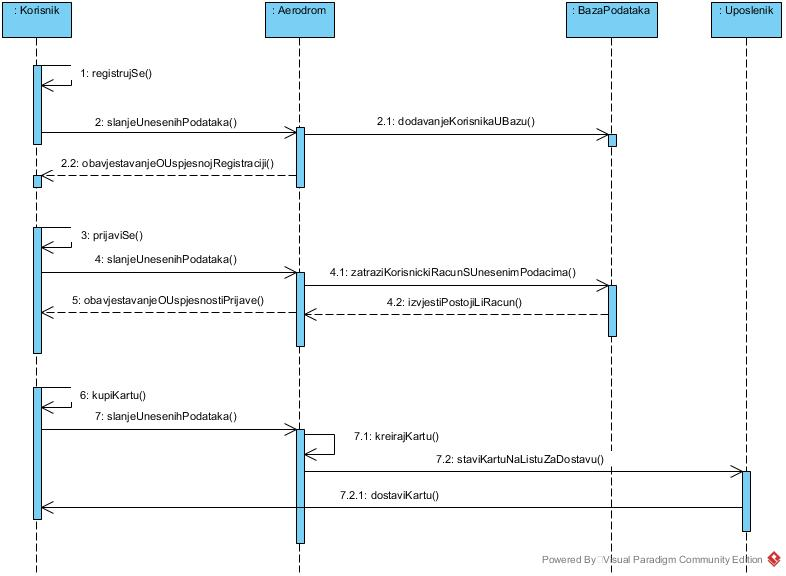 : Korisnik
: Aerodrom
: BazaPodataka
: Uposlenik
1: registrujSe()
2: slanjeUnesenihPodataka()
2.1: dodavanjeKorisnikaUBazu()
2.2: obavjestavanjeOUspjesnojRegistraciji()
3: prijaviSe()
4: slanjeUnesenihPodataka()
4.1: zatraziKorisnickiRacunSUnesenimPodacima()
5: obavjestavanjeOUspjesnostiPrijave()
4.2: izvjestiPostojiLiRacun()
6: kupiKartu()
7: slanjeUnesenihPodataka()
7.1: kreirajKartu()
7.2: staviKartuNaListuZaDostavu()
7.2.1: dostaviKartu()
Powered By Visual Paradigm Community Edition